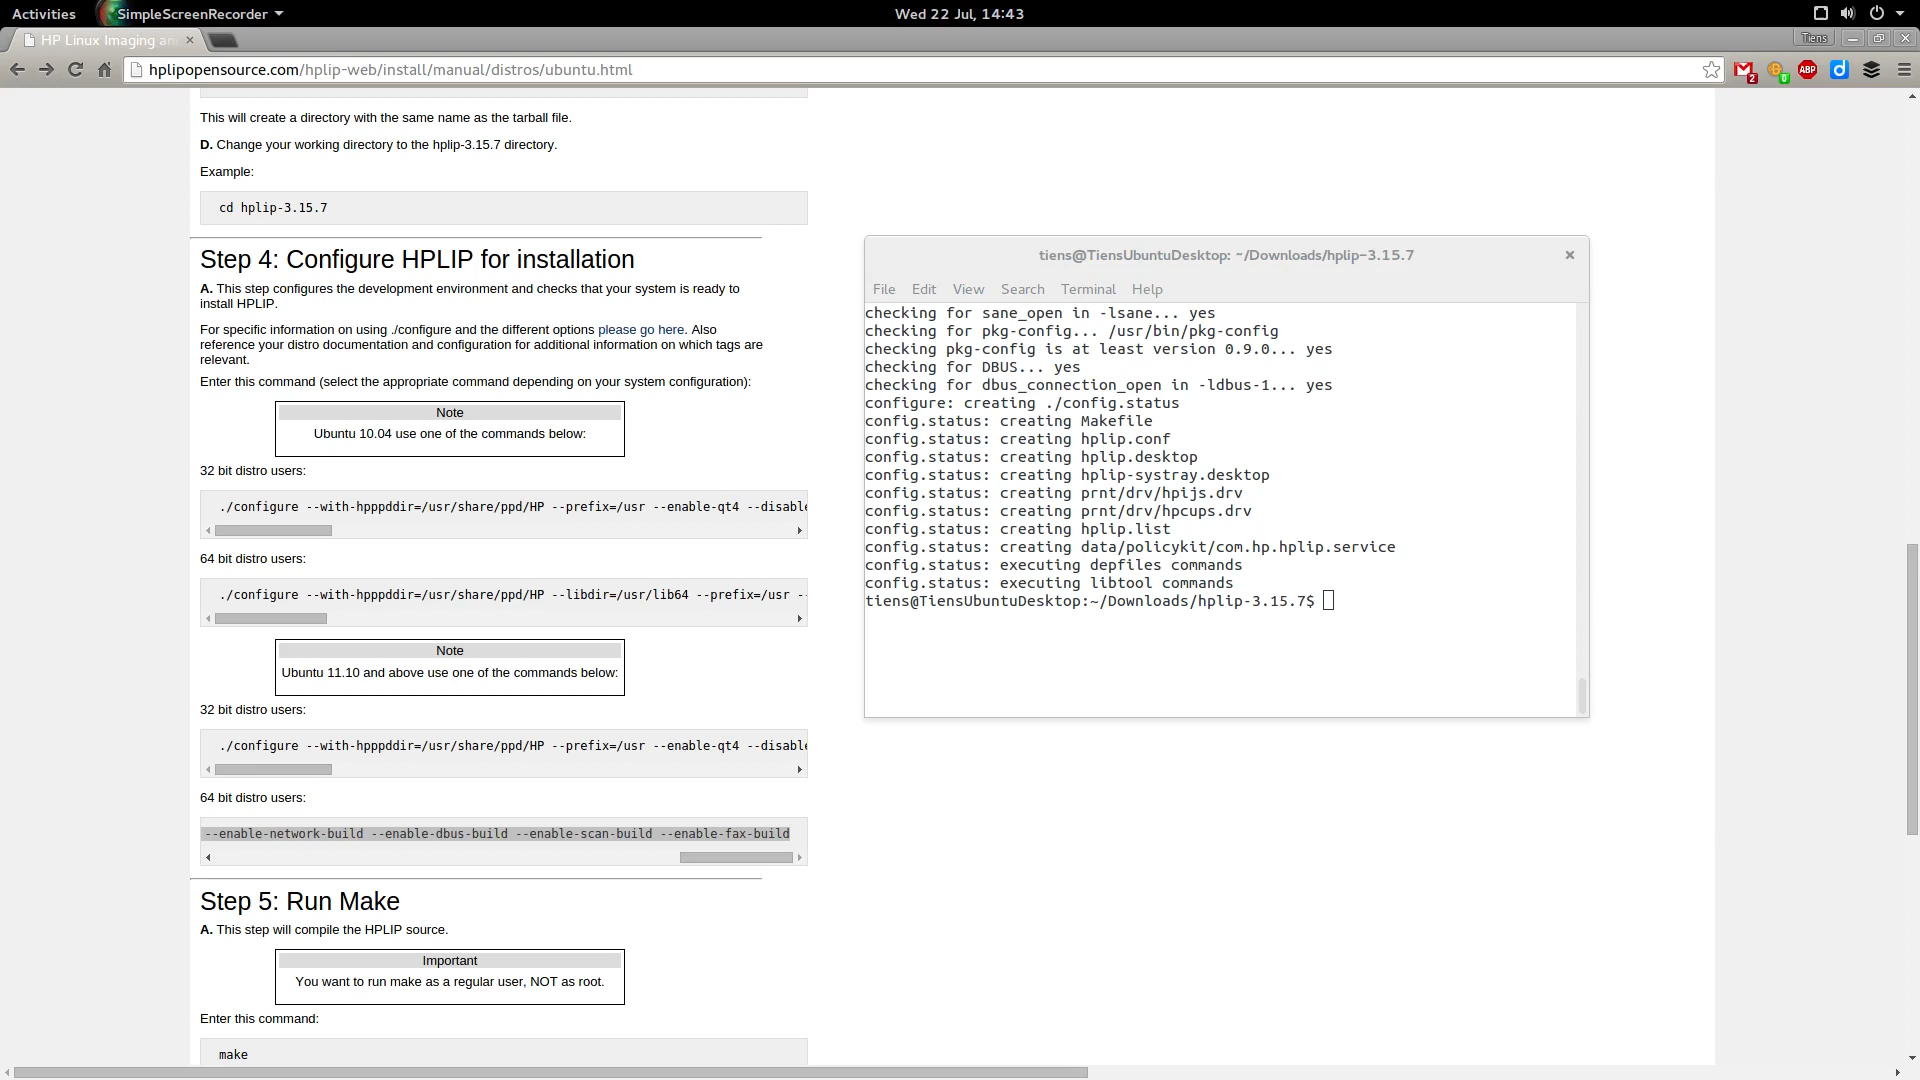 Activities
SimpleScreenRecorder
Wed 22 Jul, 14:43
HP Linux Imaging an
Tiens
hplipopensource.com/hplip-web/install/manual/distros/ubuntu.html
2
0
ABP
d
This will create a directory with the same name as the tarball file.
D. Change your working directory to the hplip-3.15.7 directory.
Example:
cd hplip-3.15.7
Step 4: Configure HPLIP for installation
A. This step configures the development environment and checks that your system is ready to
install HPLIP.
For specific information on using ./configure and the different options please go here. Also
reference your distro documentation and configuration for additional information on which tags are
relevant.
Enter this command (select the appropriate command depending on your system configuration):
Note
Ubuntu 10.04 use one of the commands below:
32 bit distro users:
./configure --with-hpppddir=/usr/share/ppd/HP --prefix=/usr --enable-qt4 --disable
64 bit distro users:
./configure --with-hpppddir=/usr/share/ppd/HP --libdir=/usr/lib64 --prefix=/usr -
Note
Ubuntu 11.10 and above use one of the commands below:
32 bit distro users:
./configure --with-hpppddir=/usr/share/ppd/HP --prefix=/usr --enable-qt4 --disable
64 bit distro users:
--enable-network-build --enable-dbus-build --enable-scan-build --enable-fax-build
Step 5: Run Make
A. This step will compile the HPLIP source.
Important
You want to run make as a regular user, NOT as root.
Enter this command:
make
tiens@TiensUbuntuDesktop: ~/Downloads/hplip-3.15.7
File Edit View Search Terminal Help
checking for sane_open in -lsane... yes
checking for pkg-config... /usr/bin/pkg-config
checking pkg-config is at least version 0.9.0... yes
checking for DBUS... yes
checking for dbus_connection_open in -ldbus-1... yes
configure: creating ./config.status
config.status: creating Makefile
config.status: creating hplip.conf
config.status: creating hplip.desktop
config.status: creating hplip-systray.desktop
config.status: creating prnt/drv/hpijs.drv
config.status: creating prnt/drv/hpcups.drv
config.status: creating hplip.list
config.status: creating data/policykit/com.hp.hplip.service
config.status: executing depfiles commands
config.status: executing libtool commands
tiens@TiensUbuntuDesktop:~/Downloads/hplip-3.15.7$